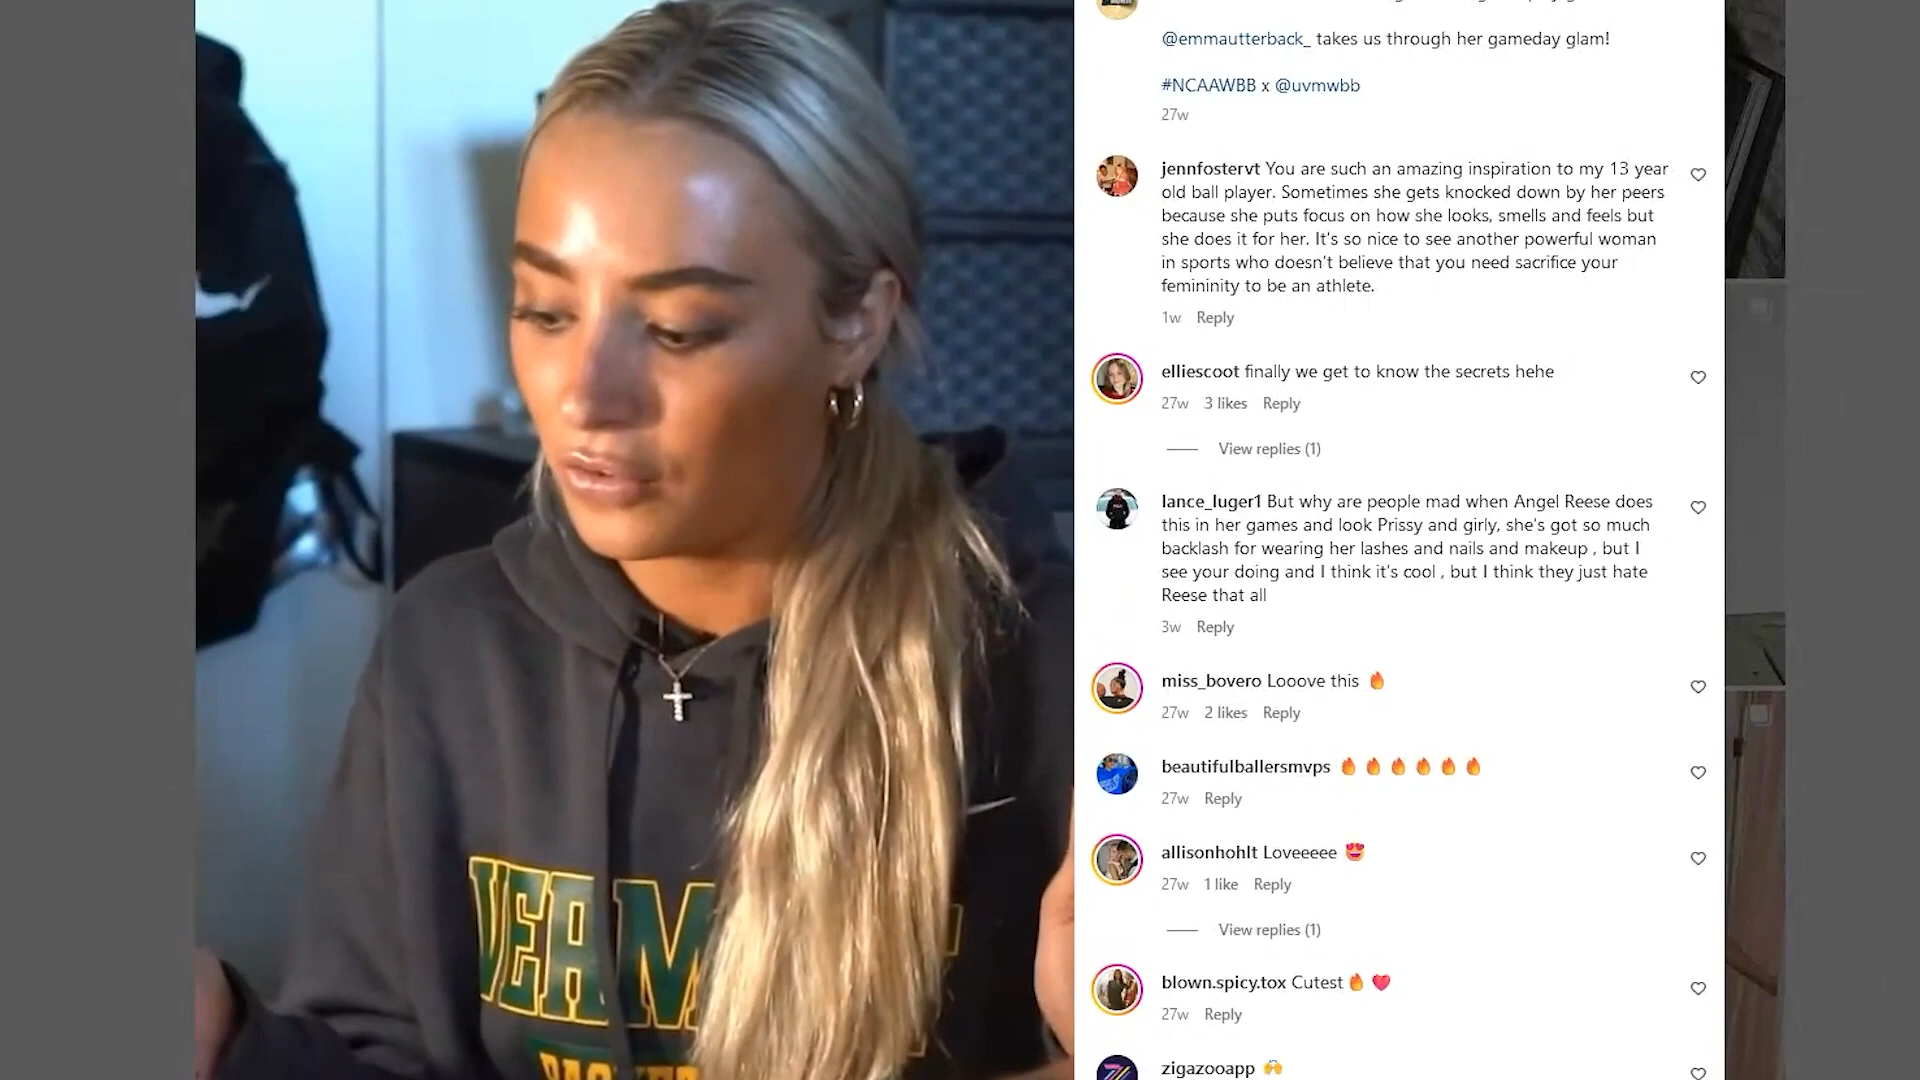 @emmautterback_ takes us through her gameday glam!
#NCAAWBB x @uvmwbb
27w
jennfostervt You are such an amazing inspiration to my 13 year
old ball player. Sometimes she gets knocked down by her peers
because she puts focus on how she looks, smells and feels but
she does it for her. It's so nice to see another powerful woman
in sports who doesn't believe that you need sacrifice your
femininity to be an athlete.
1w Reply
elliescoot finally we get to know the secrets hehe
27w 3 likes Reply
View replies (1)
lance_luger1 But why are people mad when Angel Reese does
this in her games and look Prissy and girly, she's got so much
backlash for wearing her lashes and nails and makeup , but I
see your doing and I think it's cool , but I think they just hate
Reese that all
3w Reply
miss_bovero Looove this 🔥
27w 2 likes Reply
beautifulballersmvps 🔥🔥🔥🔥🔥🔥
27w Reply
allisonhohlt Loveeeee 😍
27w 1 like Reply
View replies (1)
blown.spicy.tox Cutest🔥❤️
27w Reply
zigazooapp 🙌
VERM